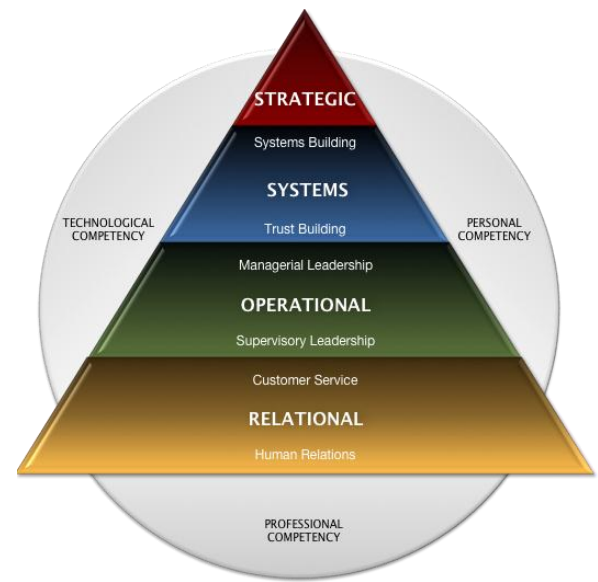 STRATEGIC
Systems Building
SYSTEMS
TECHNOLOGICAL
COMPETENCY
PERSONAL
COMPETENCY
Trust Building
Managerial Leadership
OPERATIONAL
Supervisory Leadership
Customer Service
RELATIONAL
Human Relations
PROFESSIONAL
COMPETENCY